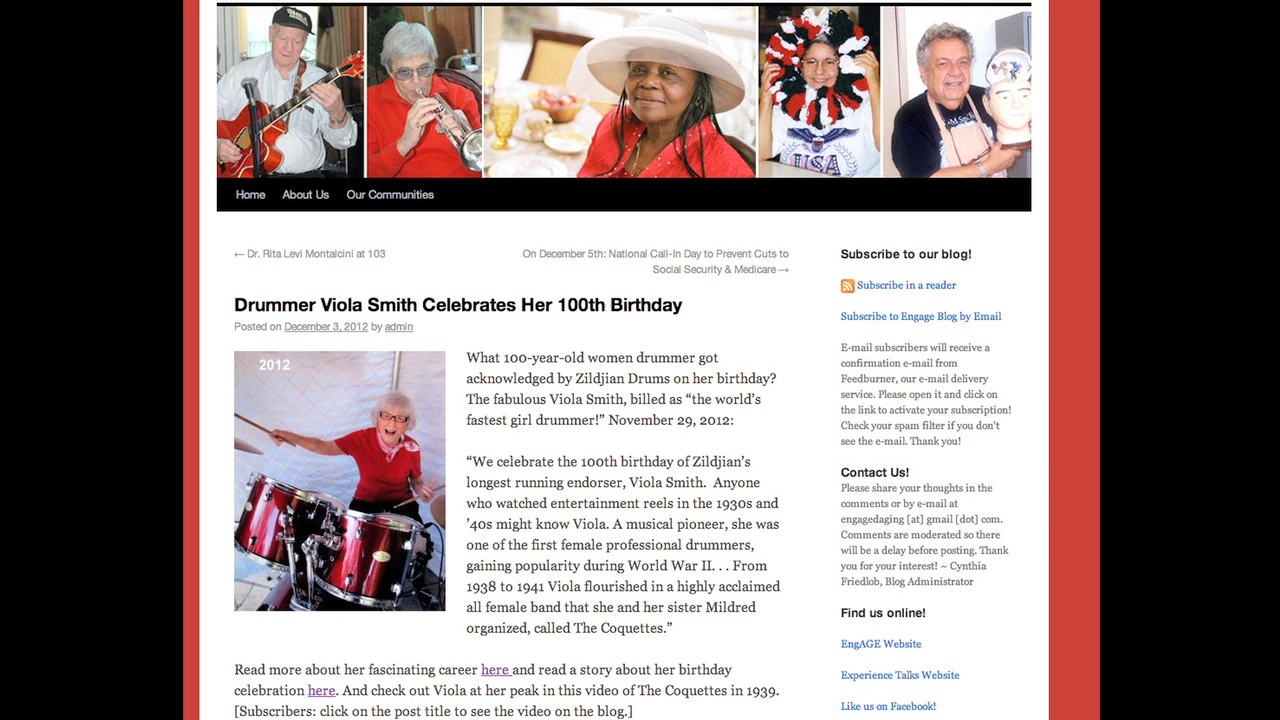 USA
Home About Us Our Communities
← Dr. Rita Levi Montalcini at 103
On December 5th: National Call-In Day to Prevent Cuts to
Social Security & Medicare →
Drummer Viola Smith Celebrates Her 100th Birthday
Posted on December 3, 2012 by admin
2012
What 100-year-old women drummer got
acknowledged by Zildjian Drums on her birthday?
The fabulous Viola Smith, billed as “the world’s
fastest girl drummer!” November 29, 2012:
“We celebrate the 100th birthday of Zildjian’s
longest running endorser, Viola Smith.  Anyone
who watched entertainment reels in the 1930s and
’40s might know Viola. A musical pioneer, she was
one of the first female professional drummers,
gaining popularity during World War II. . . From
1938 to 1941 Viola flourished in a highly acclaimed
all female band that she and her sister Mildred
organized, called The Coquettes.”
Read more about her fascinating career here and read a story about her birthday
celebration here. And check out Viola at her peak in this video of The Coquettes in 1939.
[Subscribers: click on the post title to see the video on the blog.]
Subscribe to our blog!
Subscribe in a reader
Subscribe to Engage Blog by Email
E-mail subscribers will receive a
confirmation e-mail from
Feedburner, our e-mail delivery
service. Please open it and click on
the link to activate your subscription!
Check your spam filter if you don't
see the e-mail. Thank you!
Contact Us!
Please share your thoughts in the
comments or by e-mail at
engagedaging [at] gmail [dot] com.
Comments are moderated so there
will be a delay before posting. Thank
you for your interest! ~ Cynthia
Friedlob, Blog Administrator
Find us online!
EngAGE Website
Experience Talks Website
Like us on Facebook!